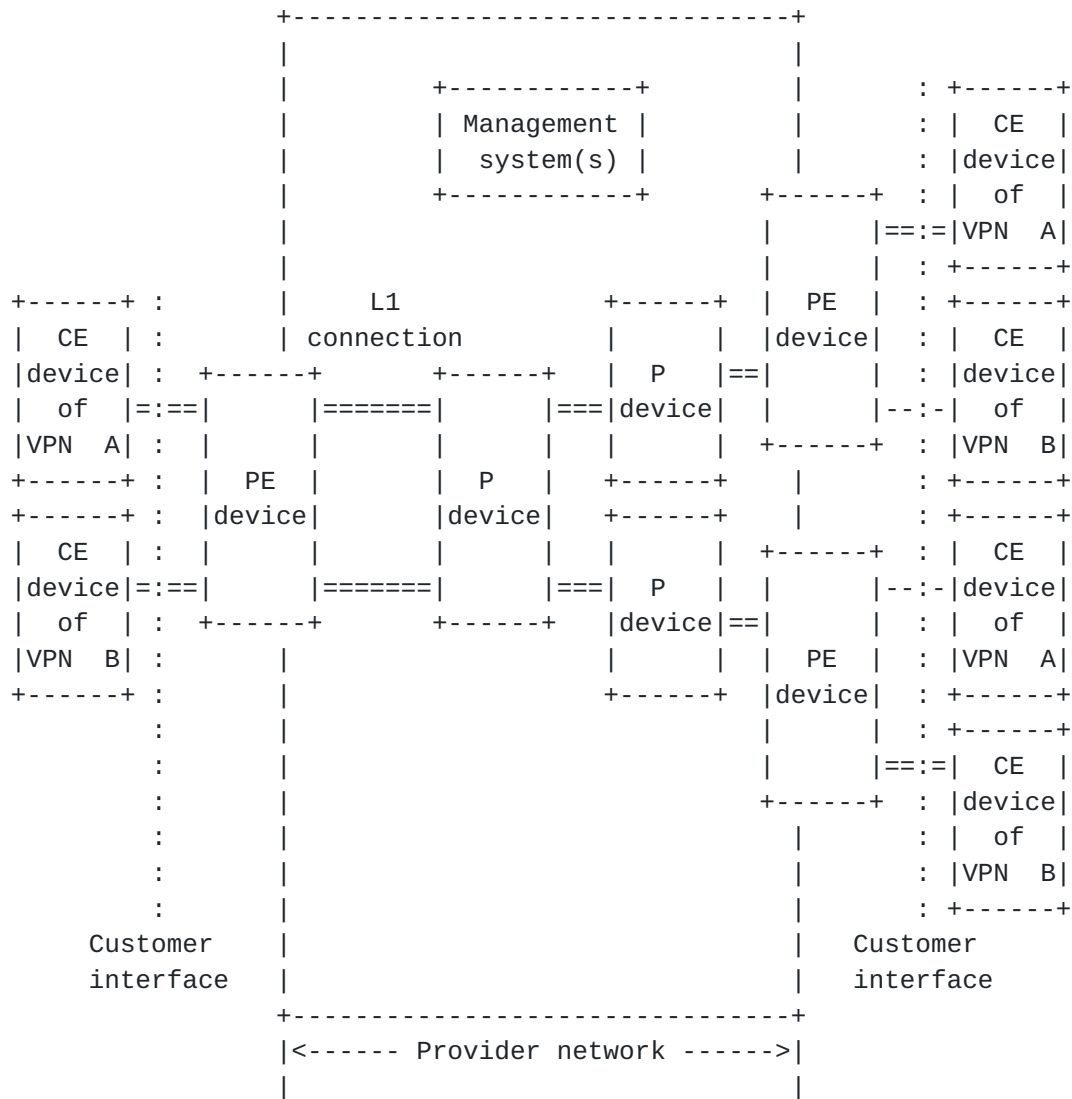 +--------------------------------+
|                                |
|         +------------+         |       : +------+
|         | Management |         |       : |  CE  |
|         |  system(s) |         |       : |device|
|         +------------+       +------+  : |  of  |
|                              |      |==:=|VPN  A|
|                              |      |  : +------+
+------+ :       |     L1            +------+  |  PE  |  : +------+
|  CE  | :       | connection        |      |  |device|  : |  CE  |
|device| :  +------+       +------+  |  P   |==|      |  : |device|
|  of  |=:==|      |=======|      |===|device|  |      |--:-|  of  |
|VPN  A| :  |      |       |      |   |      |  +------+  : |VPN  B|
+------+ :  |  PE  |       |  P   |   +------+    |       : +------+
+------+ :  |device|       |device|   +------+    |       : +------+
|  CE  | :  |      |       |      |   |      |  +------+  : |  CE  |
|device|=:==|      |=======|      |===|  P   |  |      |--:-|device|
|  of  | :  +------+       +------+   |device|==|      |  : |  of  |
|VPN  B| :       |                    |      |  |  PE  |  : |VPN  A|
+------+ :       |                    +------+  |device|  : +------+
:       |                              |      |  : +------+
:       |                              |      |==:=|  CE  |
:       |                              +------+  : |device|
:       |                                |       : |  of  |
:       |                                |       : |VPN  B|
:       |                                |       : +------+
Customer    |                                |   Customer
interface   |                                |   interface
+--------------------------------+
|<------ Provider network ------>|
|                                |